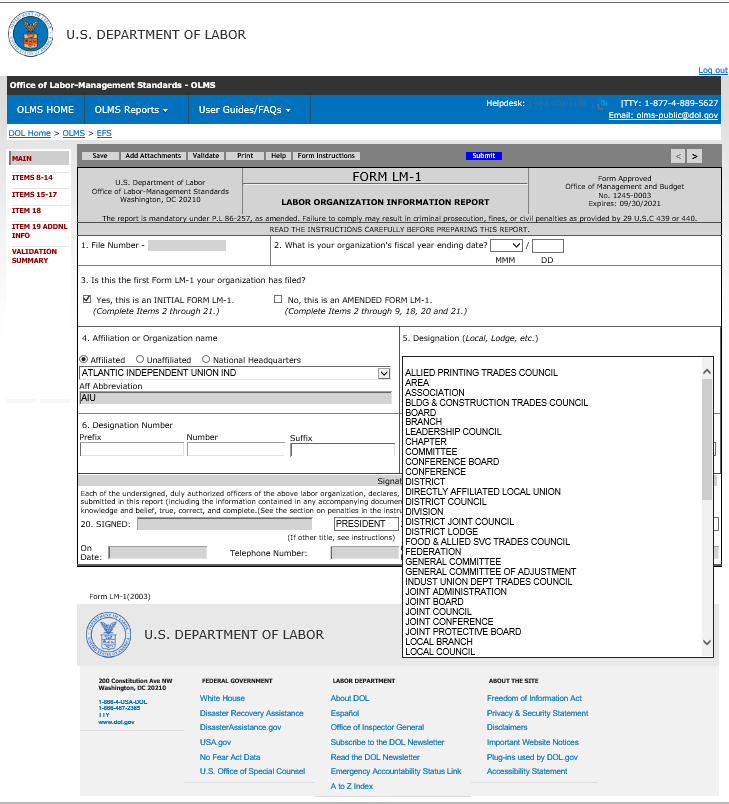 U.S. DEPARTMENT OF LABOR
Log out
Office of Labor-Management Standards - OLMS
OLMS HOME
OLMS Reports
User Guides/FAQs
Helpdesk:
|TTY: 1-877-4-889-5627
Email: olms-public@dol.gov
DOL Home > OLMS > EFS
MAIN
ITEMS 8-14
ITEMS 15-17
ITEM 18
ITEM 19 ADDNL
INFO
VALIDATION
SUMMARY
Save
Add Attachments
Validate
Print
Help
Form Instructions
Submit
<
>
U.S. Department of Labor
Office of Labor-Management Standards
Washington, DC 20210
FORM LM-1
LABOR ORGANIZATION INFORMATION REPORT
Form Approved
Office of Management and Budget
No. 1245-0003
Expires: 09/30/2021
The report is mandatory under P.L 86-257, as amended. Failure to comply may result in criminal prosecution, fines, or civil penalties as provided by 29 U.S.C 439 or 440.
READ THE INSTRUCTIONS CAREFULLY BEFORE PREPARING THIS REPORT.
1. File Number -
2. What is your organization's fiscal year ending date?
/
MMM
DD
3. Is this the first Form LM-1 your organization has filed?
Yes, this is an INITIAL FORM LM-1.
(Complete Items 2 through 21.)
No, this is an AMENDED FORM LM-1.
(Complete Items 2 through 9, 18, 20 and 21.)
4. Affiliation or Organization name
Affiliated
Unaffiliated
National Headquarters
ATLANTIC INDEPENDENT UNION IND
Aff Abbreviation
AIU
5. Designation (Local, Lodge, etc.)
ALLIED PRINTING TRADES COUNCIL
AREA
ASSOCIATION
BLDG & CONSTRUCTION TRADES COUNCIL
BOARD
BRANCH
LEADERSHIP COUNCIL
CHAPTER
COMMITTEE
CONFERENCE BOARD
CONFERENCE
DISTRICT
DIRECTLY AFFILIATED LOCAL UNION
DISTRICT COUNCIL
DIVISION
DISTRICT JOINT COUNCIL
DISTRICT LODGE
FOOD & ALLIED SVC TRADES COUNCIL
FEDERATION
GENERAL COMMITTEE
GENERAL COMMITTEE OF ADJUSTMENT
INDUST UNION DEPT TRADES COUNCIL
JOINT ADMINISTRATION
JOINT BOARD
JOINT COUNCIL
JOINT CONFERENCE
JOINT PROTECTIVE BOARD
LOCAL BRANCH
LOCAL COUNCIL
6. Designation Number
Prefix
Number
Suffix
Signat
Each of the undersigned, duly authorized officers of the above labor organization, declares,
submitted in this report (including the information contained in any accompanying documen
knowledge and belief, true, correct, and complete.(See the section on penalties in the instru
20. SIGNED:
PRESIDENT
(If other title, see instructions)
On
Date:
Telephone Number:
Form LM-1(2003)
U.S. DEPARTMENT OF LABOR
200 Constitution Ave NW
Washington, DC 20210
1-866-4-USA-DOL
1-866-487-2365
TTY
www.dol.gov
FEDERAL GOVERNMENT
White House
Disaster Recovery Assistance
DisasterAssistance.gov
USA.gov
No Fear Act Data
U.S. Office of Special Counsel
LABOR DEPARTMENT
About DOL
Español
Office of Inspector General
Subscribe to the DOL Newsletter
Read the DOL Newsletter
Emergency Accountability Status Link
A to Z Index
ABOUT THE SITE
Freedom of Information Act
Privacy & Security Statement
Disclaimers
Important Website Notices
Plug-ins used by DOL.gov
Accessibility Statement